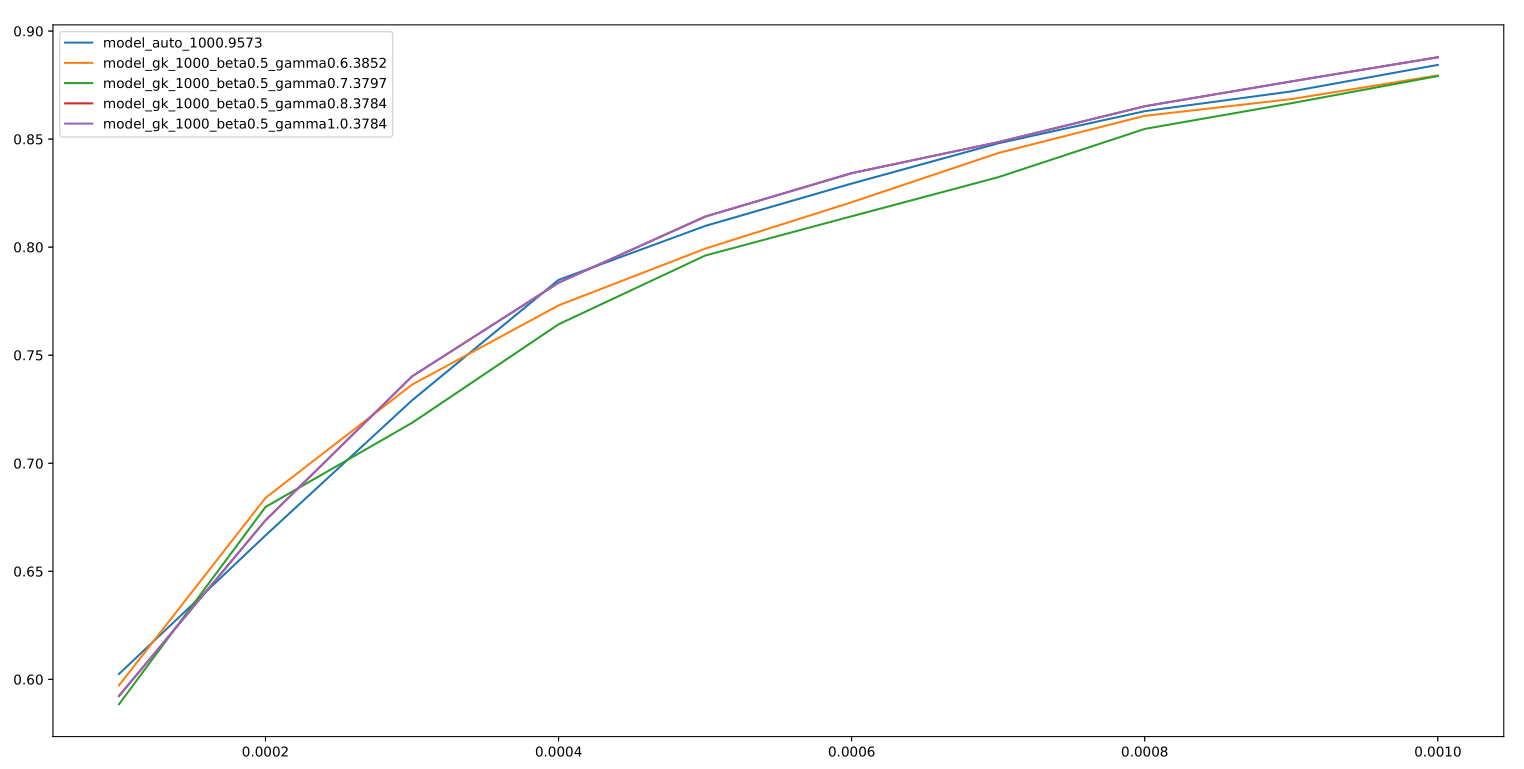 0.90
0.85
0.80
0.75
0.70
0.65
0.60
model_auto_1000.9573
model_gk_1000_beta0.5_gamma0.6.3852
model_gk_1000_beta0.5_gamma0.7.3797
model_gk_1000_beta0.5_gamma0.8.3784
model_gk_1000_beta0.5_gamma1.0.3784
0.0002
0.0004
0.0006
0.0008
0.0010